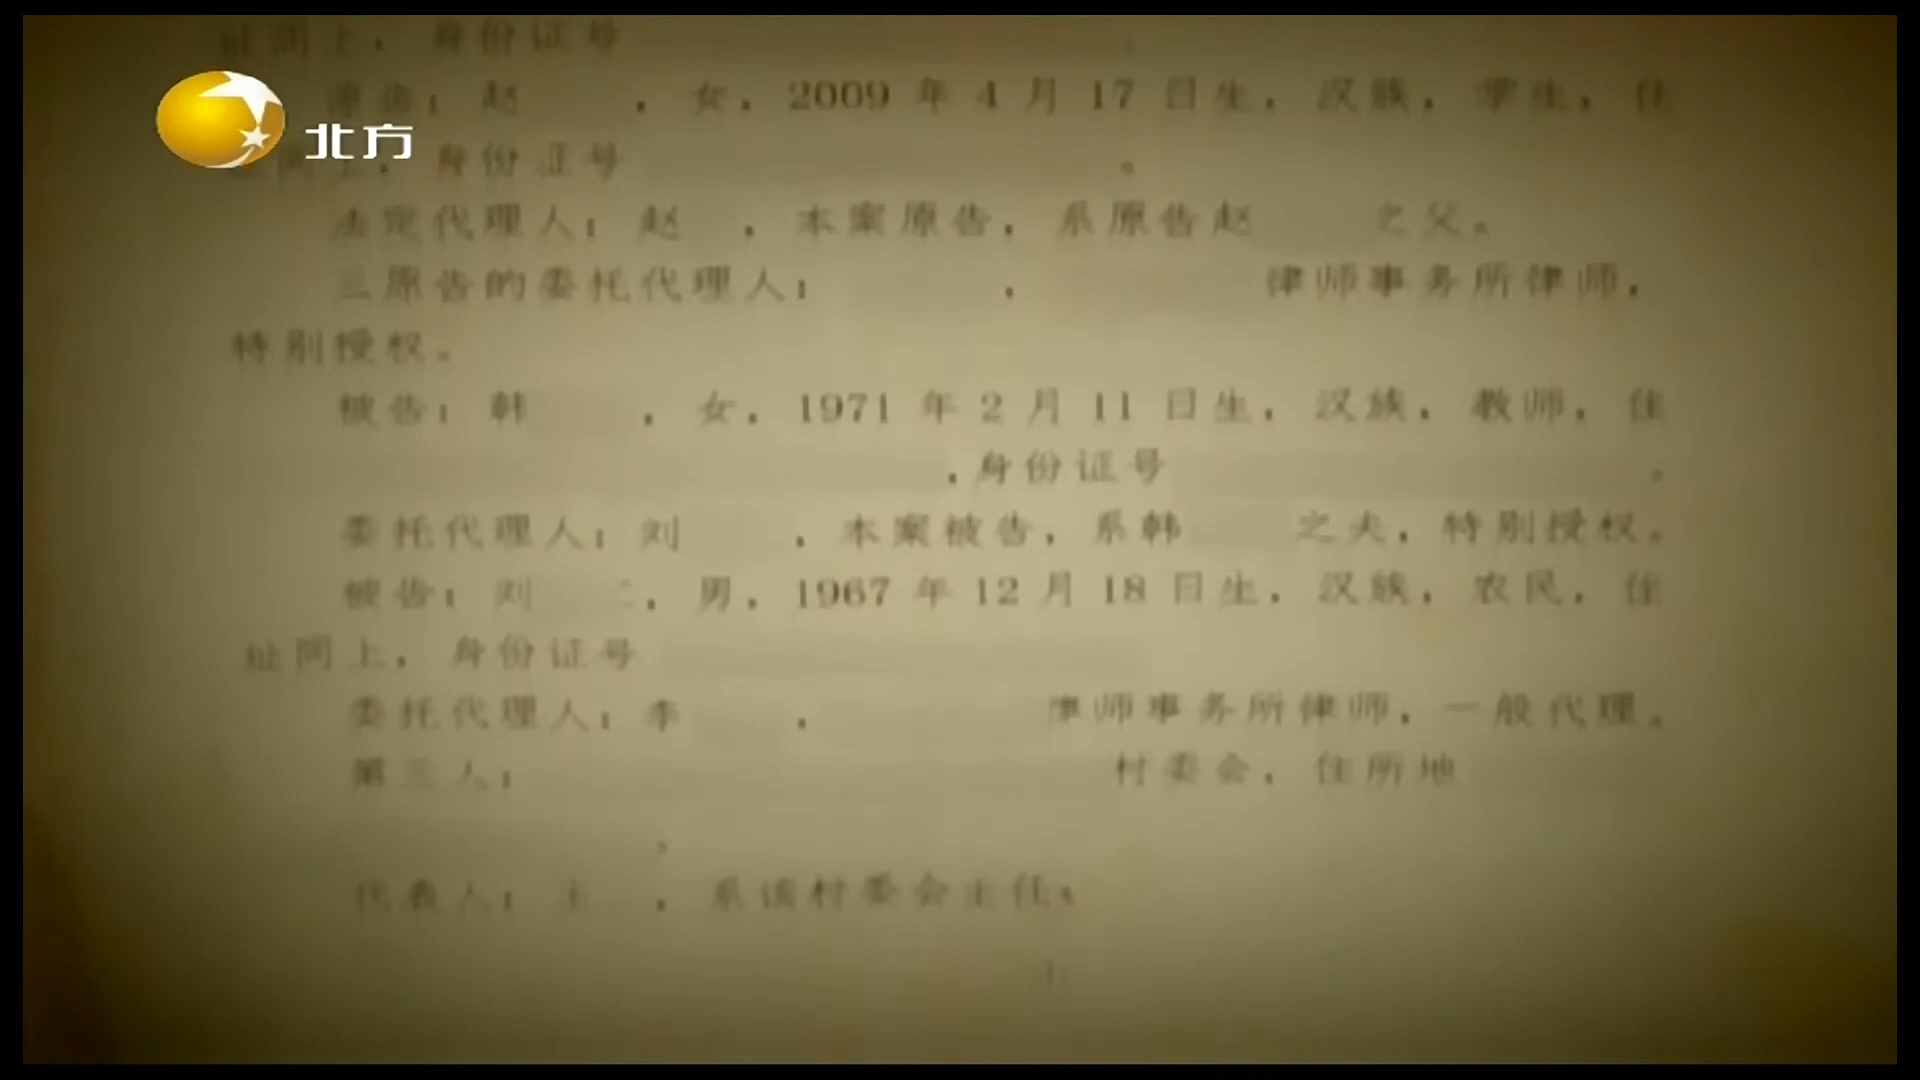 址同上，身份证号
原告：赵　　，女，2009年4月17日生，汉族，学生，住
北方
址同上，身份证号　　。
法定代理人：赵　，本案原告，系原告赵　　之父。
三原告的委托代理人：　　，　　律师事务所律师，
特别授权。
被告：韩　　，女，1971年2月11日生，汉族，教师，住
，身份证号　　。
委托代理人：刘　　，本案被告，系韩　　之夫，特别授权。
被告：刘　　，男，1967年12月18日生，汉族，农民，住
址同上，身份证号
委托代理人：李　　，　　律师事务所律师，一般代理。
第三人：　　村委会，住所地
，
代表人：王　，系该村委会主任。
1